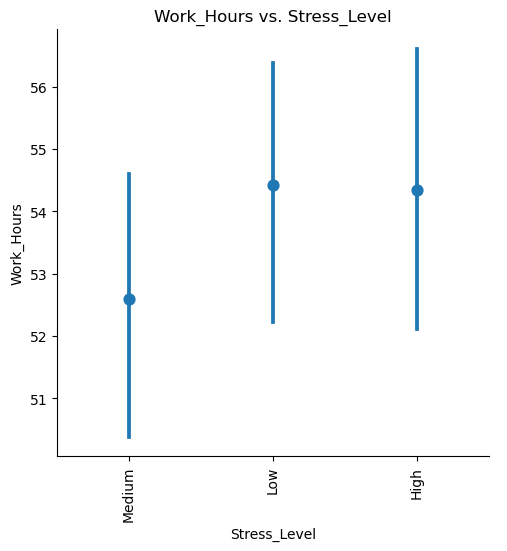 Work_Hours vs. Stress_Level
56
55
54
53
52
51
Work_Hours
Medium
Low
High
Stress_Level